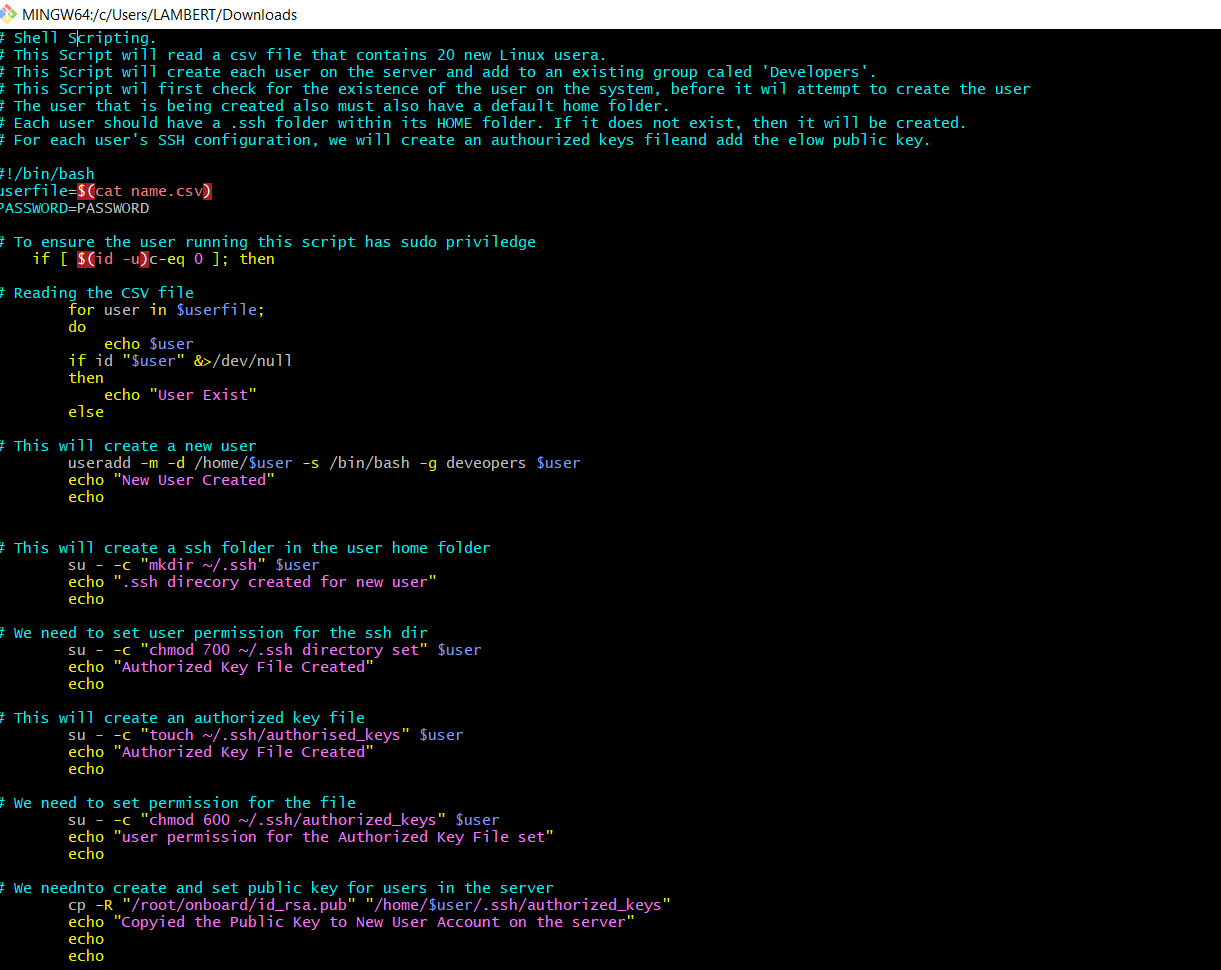 MINGW64:/c/Users/LAMBERT/Downloads
# Shell Scripting.
# This Script will read a csv file that contains 20 new Linux usera.
# This Script will create each user on the server and add to an existing group caled 'Developers'.
# This Script wil first check for the existence of the user on the system, before it wil attempt to create the user
# The user that is being created also must also have a default home folder.
# Each user should have a .ssh folder within its HOME folder. If it does not exist, then it will be created.
# For each user's SSH configuration, we will create an authourized keys fileand add the elow public key.
#!/bin/bash
userfile=$(cat name.csv)
PASSWORD=PASSWORD
# To ensure the user running this script has sudo priviledge
if [ $(id -u)c-eq 0 ]; then
# Reading the CSV file
for user in $userfile;
do
echo $user
if id "$user" &>/dev/null
then
echo "User Exist"
else
# This will create a new user
useradd -m -d /home/$user -s /bin/bash -g deveopers $user
echo "New User Created"
echo
# This will create a ssh folder in the user home folder
su - -c "mkdir ~/.ssh" $user
echo ".ssh direcory created for new user"
echo
# We need to set user permission for the ssh dir
su - -c "chmod 700 ~/.ssh directory set" $user
echo "Authorized Key File Created"
echo
# This will create an authorized key file
su - -c "touch ~/.ssh/authorised_keys" $user
echo "Authorized Key File Created"
echo
# We need to set permission for the file
su - -c "chmod 600 ~/.ssh/authorized_keys" $user
echo "user permission for the Authorized Key File set"
echo
# We neednto create and set public key for users in the server
cp -R "/root/onboard/id_rsa.pub" "/home/$user/.ssh/authorized_keys"
echo "Copyied the Public Key to New User Account on the server"
echo
echo